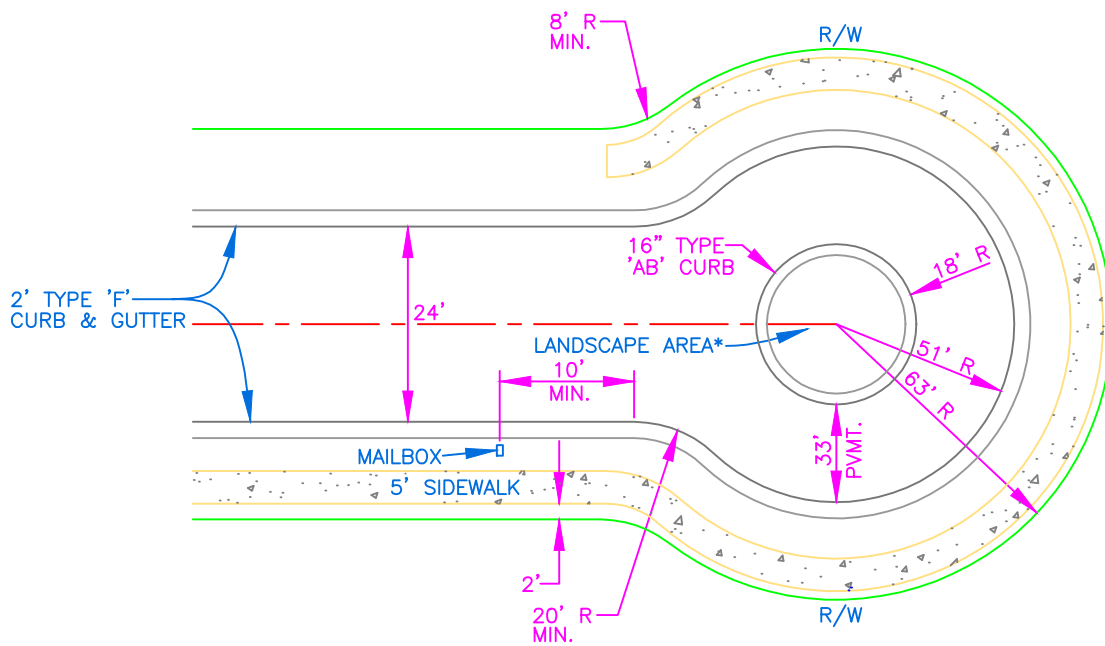 8' R
MIN.
R/W
16" TYPE
'AB' CURB
18' R
2' TYPE 'F'
CURB & GUTTER
24'
LANDSCAPE AREA*
51' R
63' R
10'
MIN.
33'
PVMT.
MAILBOX
5' SIDEWALK
2'
20' R
MIN.
R/W